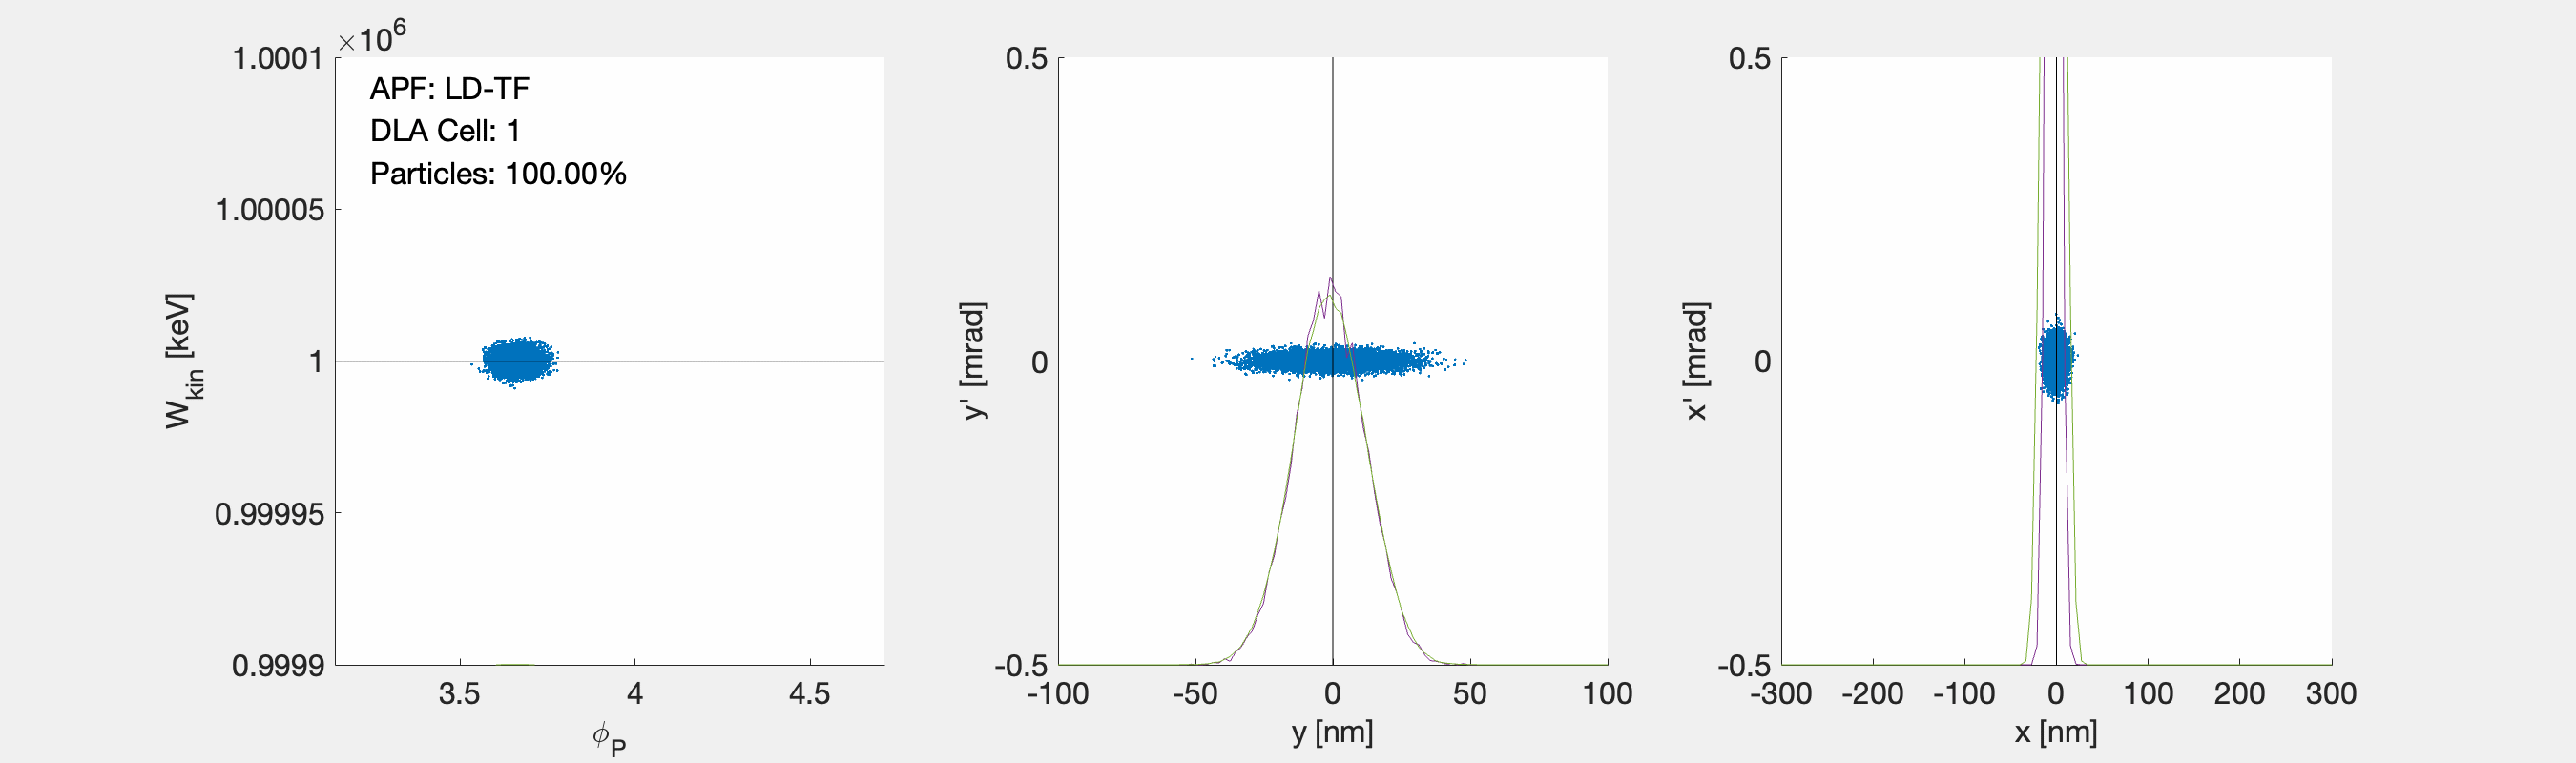 ×10⁶
1.0001
1.00005
1
0.99995
0.9999
APF: LD-TF
DLA Cell: 1
Particles: 100.00%
W_kin [keV]
3.5 4 4.5
ϕ_P
0.5
0
-0.5
y' [mrad]
-100 -50 0 50 100
y [nm]
0.5
0
-0.5
x' [mrad]
-300 -200 -100 0 100 200 300
x [nm]